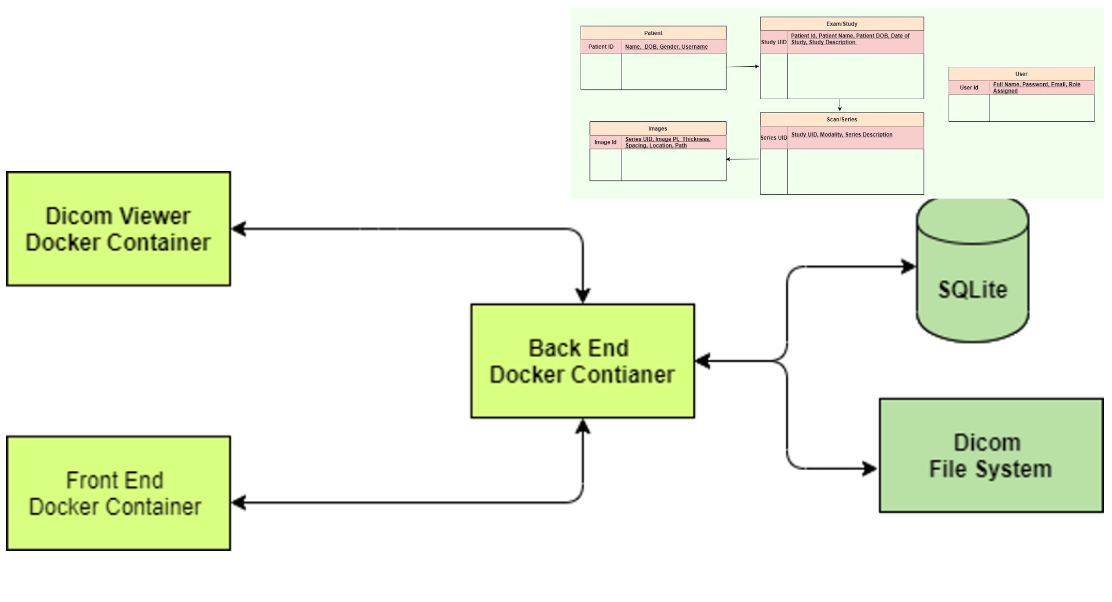 Patient
Patient ID
Name, DOB, Gender, Username
Exam/Study
Study UID
Patient Id, Patient Name, Patient DOB, Date of
Study, Study Description
User
User Id
Full Name, Password, Email, Role
Assigned
Images
Image Id
Series UID, Image PI, Thickness,
Spacing, Location, Path
Scan/Series
Series UID
Study UID, Modality, Series Description
Dicom Viewer
Docker Container
SQLite
Back End
Docker Contianer
Dicom
File System
Front End
Docker Container